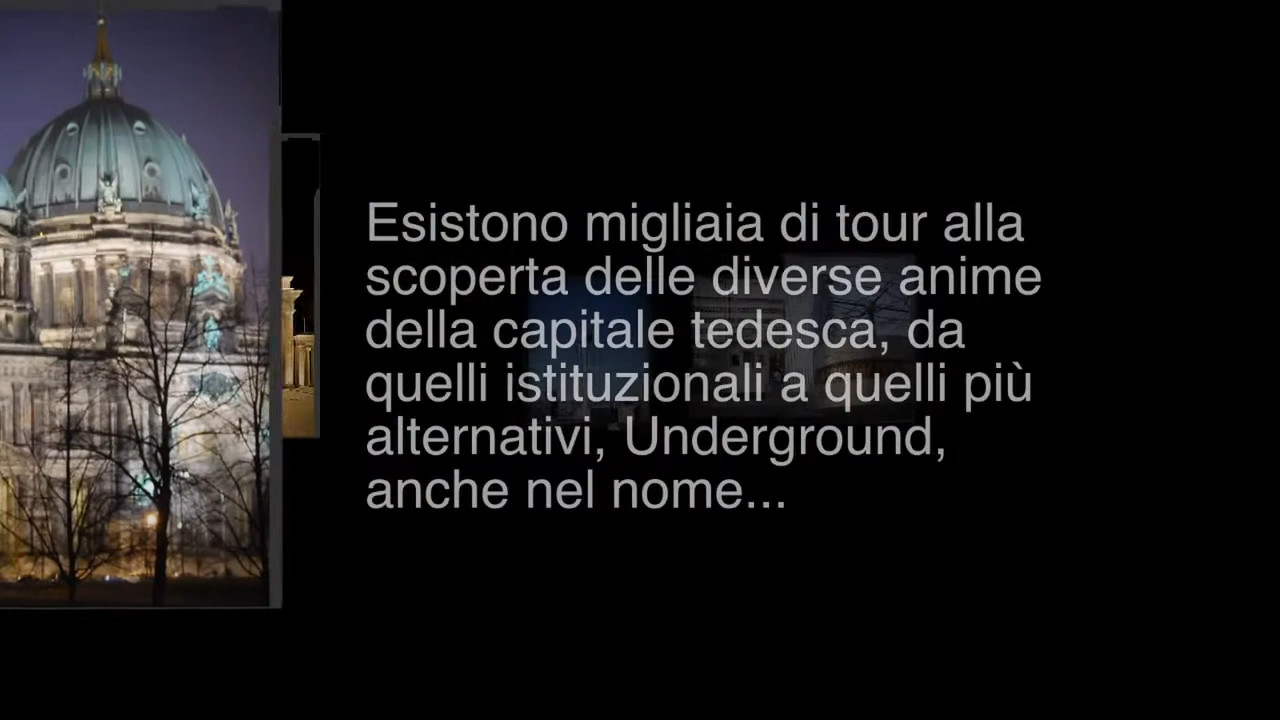 Esistono migliaia di tour alla
scoperta delle diverse anime
della capitale tedesca, da
quelli istituzionali a quelli più
alternativi, Underground,
anche nel nome...